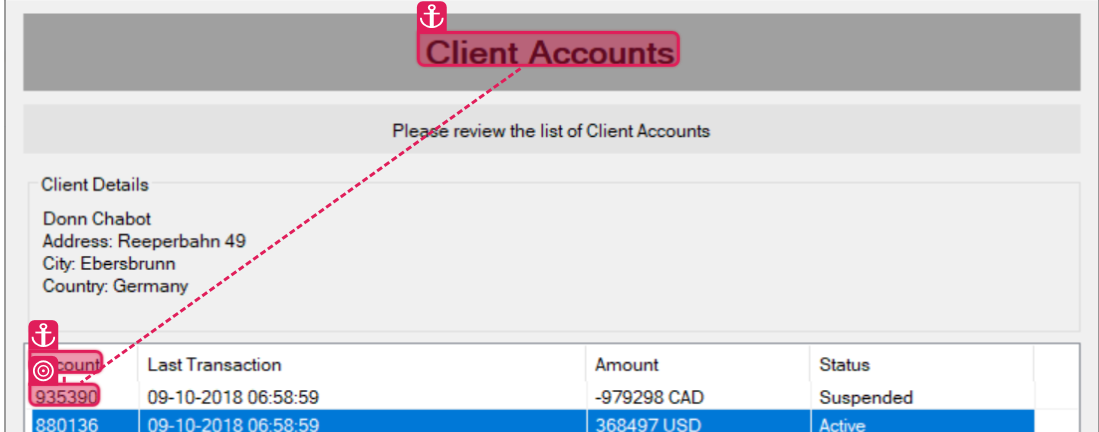 Client Accounts
Please review the list of Client Accounts
Client Details
Donn Chabot
Address: Reeperbahn 49
City: Ebersbrunn
Country: Germany
count Last Transaction Amount Status
935390 09-10-2018 06:58:59 -979298 CAD Suspended
880136 09-10-2018 06:58:59 368497 USD Active